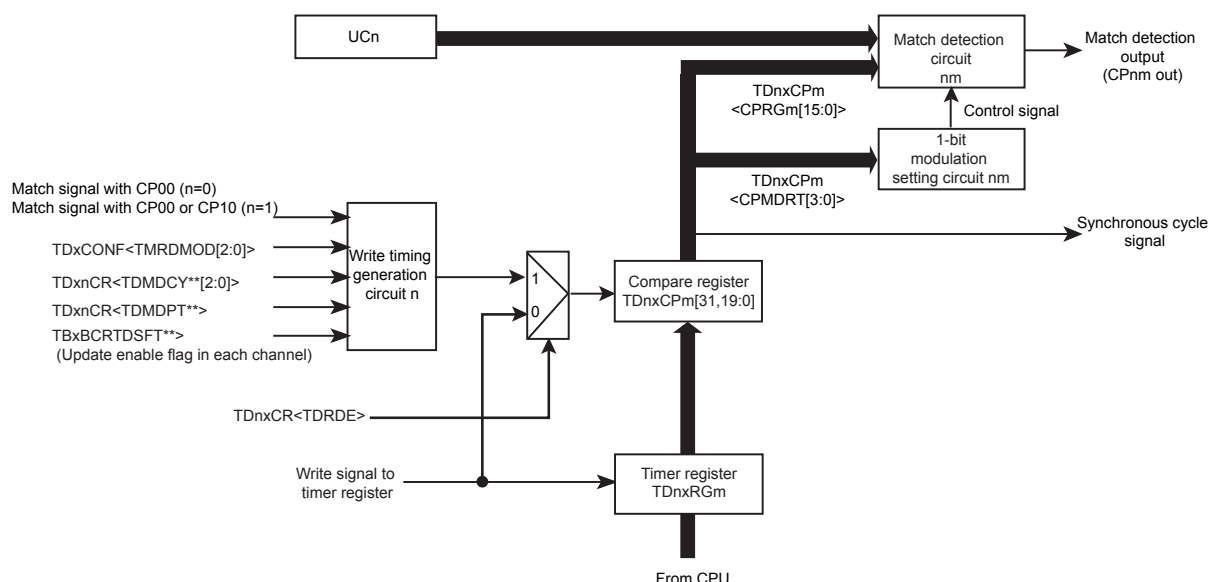 UCn
Match detection
circuit
nm
Match detection
output
(CPnm out)
TDnxCPm
<CPRGm[15:0]>
Control signal
1-bit
modulation
setting circuit nm
TDnxCPm
<CPMDRT[3:0]>
Match signal with CP00 (n=0)
Match signal with CP00 or CP10 (n=1)
Synchronous cycle
signal
TDxCONF<TMRDMOD[2:0]>
TDxnCR<TDMDCY**[2:0]>
TDxnCR<TDMDPT**>
TBxBCRTDSFT**>
(Update enable flag in each channel)
Write timing
generation
circuit n
1
0
Compare register
TDnxCPm[31,19:0]
TDnxCR<TDRDE>
Write signal to
timer register
Timer register
TDnxRGm
From CPU